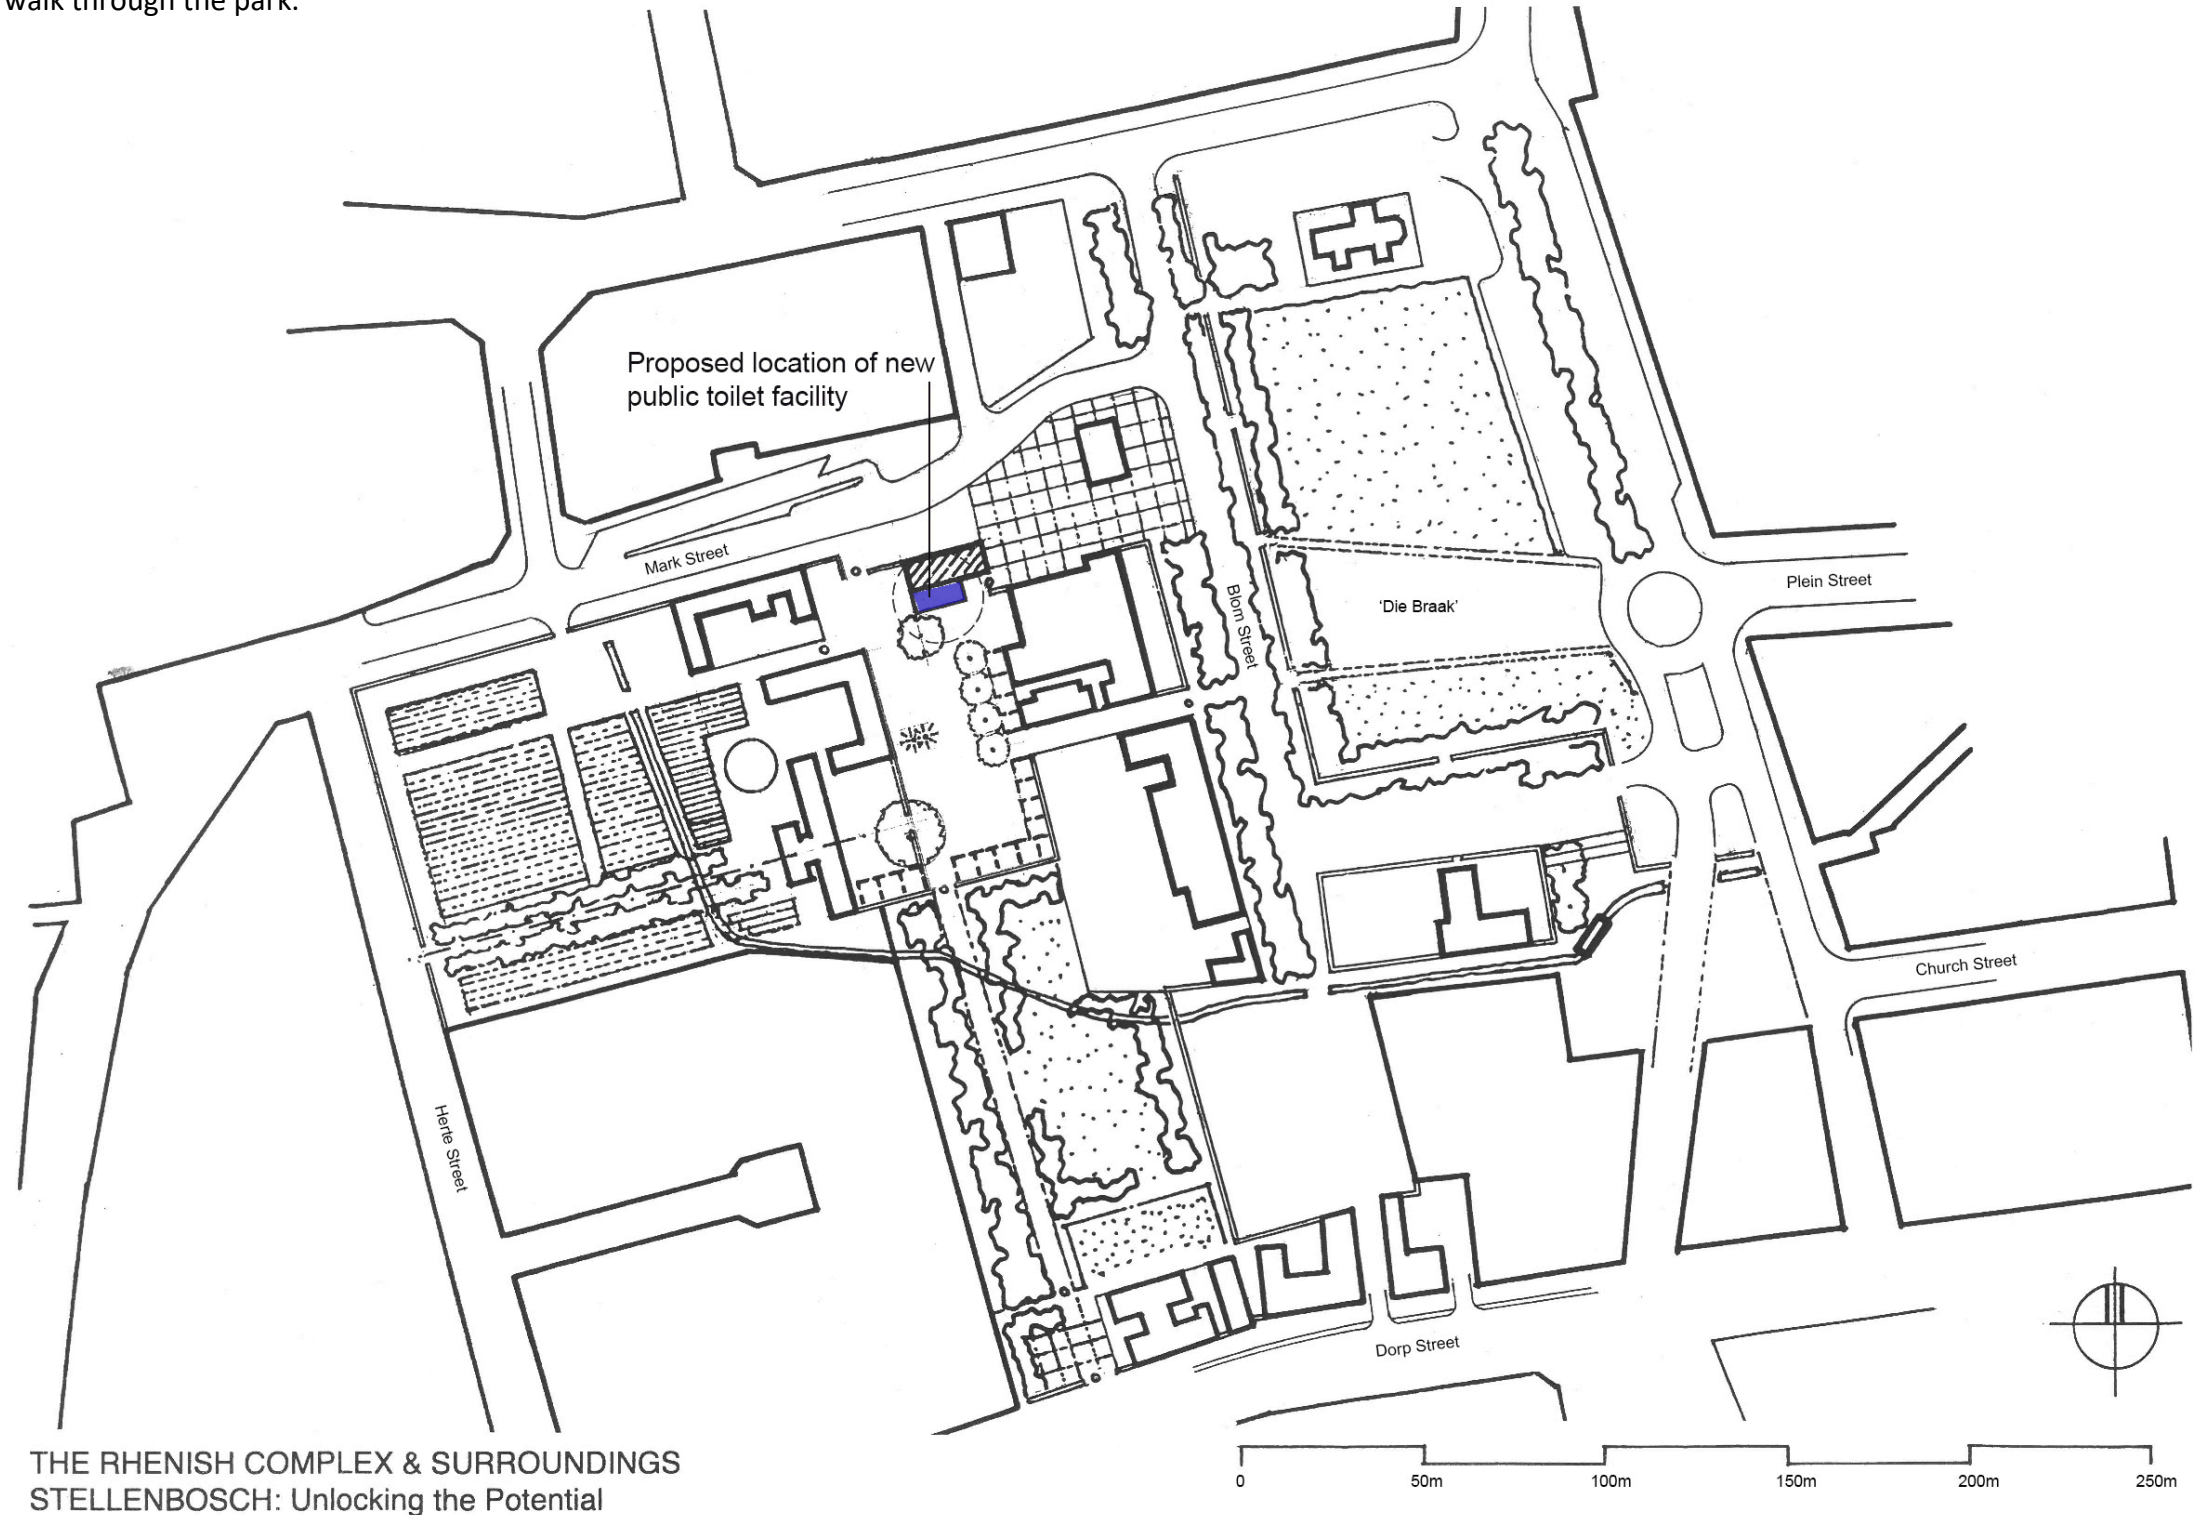 walk through the park.
Proposed location of new
public toilet facility
Mark Street
Blom Street
'Die Braak'
Plein Street
Church Street
Herte Street
Dorp Street
THE RHENISH COMPLEX & SURROUNDINGS
STELLENBOSCH: Unlocking the Potential
0 50m 100m 150m 200m 250m